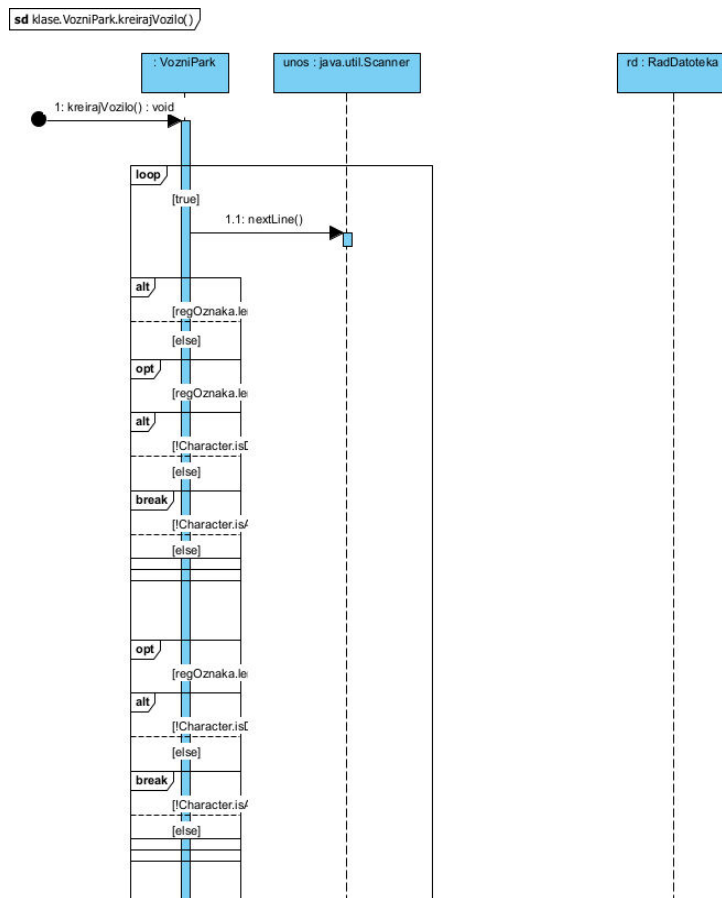 sd klase.VozniPark.kreirajVozilo()
: VozniPark
unos : java.util.Scanner
rd : RadDatoteka
1: kreirajVozilo() : void
loop
[true]
1.1: nextLine()
alt
[regOznaka.le
[else]
opt
[regOznaka.le
alt
[!Character.isD
[else]
break
[!Character.isA
[else]
opt
[regOznaka.le
alt
[!Character.isD
[else]
break
[!Character.isA
[else]